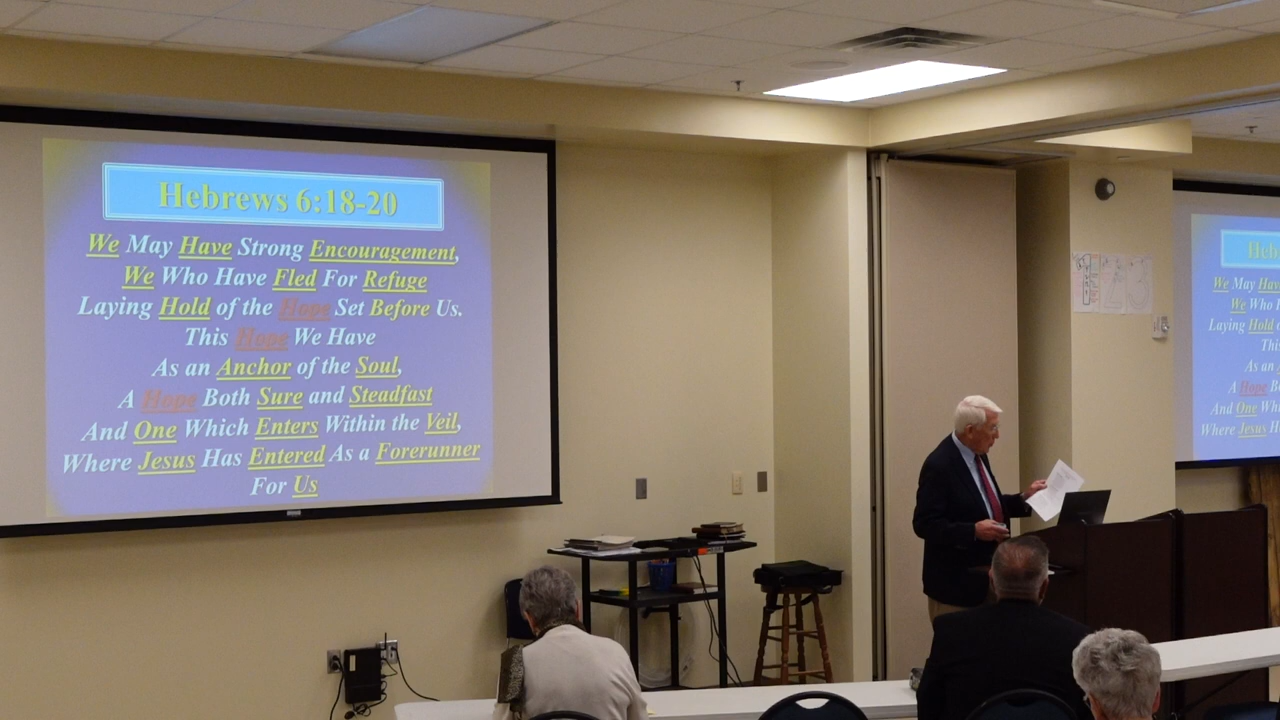 Hebrews 6:18-20
We May Have Strong Encouragement,
We Who Have Fled For Refuge
Laying Hold of the Hope Set Before Us.
This Hope We Have
As an Anchor of the Soul,
A Hope Both Sure and Steadfast
And One Which Enters Within the Veil,
Where Jesus Has Entered As a Forerunner
For Us
We May Have
We Who
Laying Hold
This
As an
A Hope
And One
Where Jesus